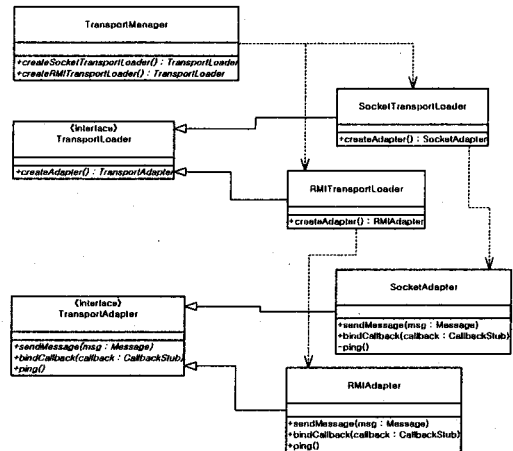 TransportManager
+createSocketTransportLoader() : TransportLoader
+createRMITransportLoader() : TransportLoader
SocketTransportLoader
+createAdapter() : SocketAdapter
《Interface》
TransportLoader
+createAdapter() : TransportAdapter
RMITransportLoader
+createAdapter() : RMIAdapter
SocketAdapter
+sendMessage(msg : Message)
+bindCallback(callback : CallbackStub)
-ping()
《Interface》
TransportAdapter
+sendMessage(msg : Message)
+bindCallback(callback : CallbackStub)
+ping()
RMIAdapter
+sendMessage(msg : Message)
+bindCallback(callback : CallbackStub)
+ping()